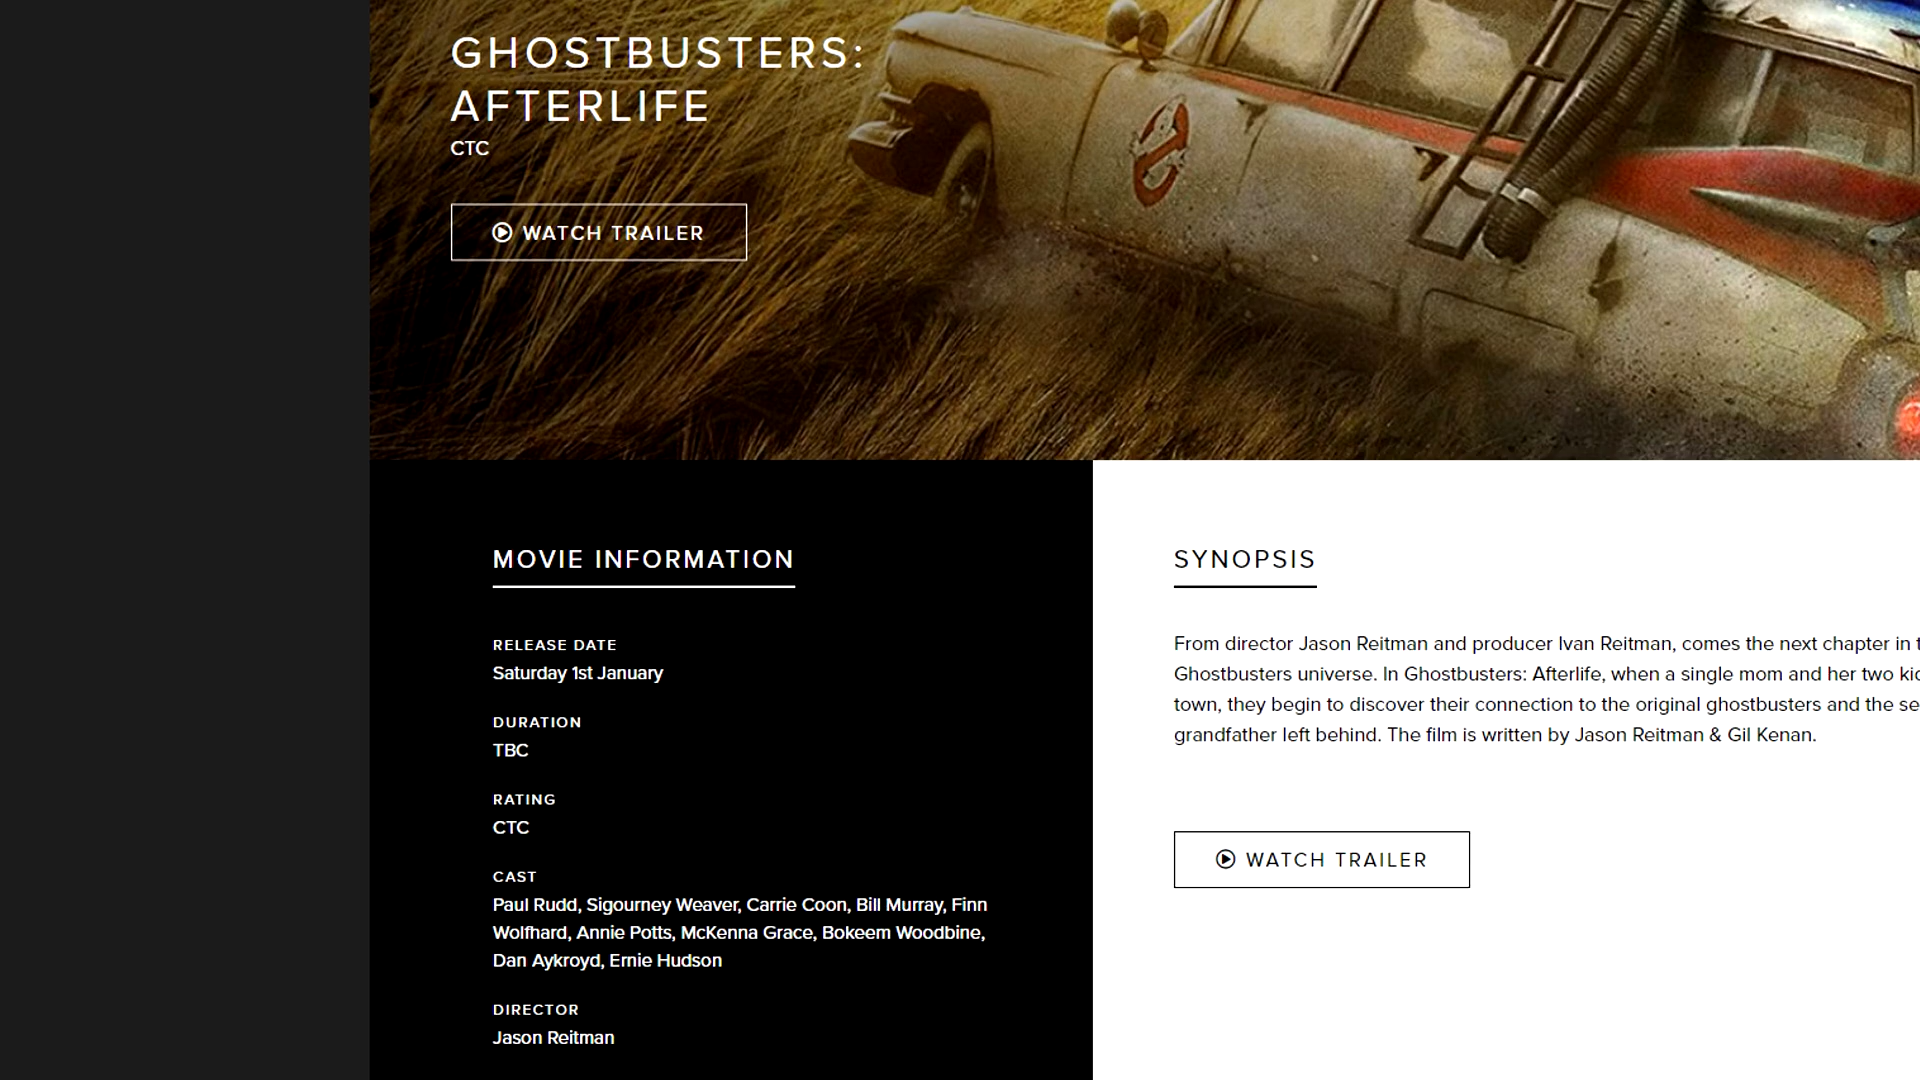 GHOSTBUSTERS:
AFTERLIFE
CTC
WATCH TRAILER
MOVIE INFORMATION
RELEASE DATE
Saturday 1st January
DURATION
TBC
RATING
CTC
CAST
Paul Rudd, Sigourney Weaver, Carrie Coon, Bill Murray, Finn
Wolfhard, Annie Potts, McKenna Grace, Bokeem Woodbine,
Dan Aykroyd, Ernie Hudson
DIRECTOR
Jason Reitman
SYNOPSIS
From director Jason Reitman and producer Ivan Reitman, comes the next chapter in
Ghostbusters universe. In Ghostbusters: Afterlife, when a single mom and her two
town, they begin to discover their connection to the original ghostbusters and the
grandfather left behind. The film is written by Jason Reitman & Gil Kenan.
WATCH TRAILER